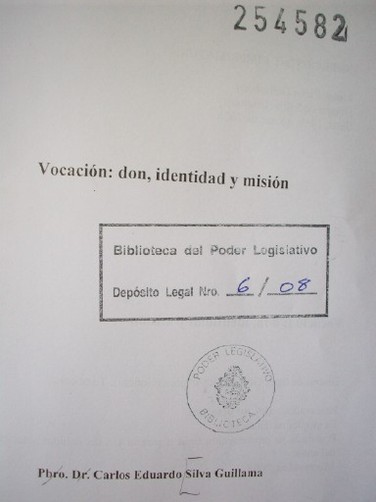 254582
Vocación: don, identidad y misión
Biblioteca del Poder Legislativo
Depósito Legal Nro. 6/08
PODER LEGISLATIVO
BIBLIOTECA
Pbro. Dr. Carlos Eduardo Silva Guillama